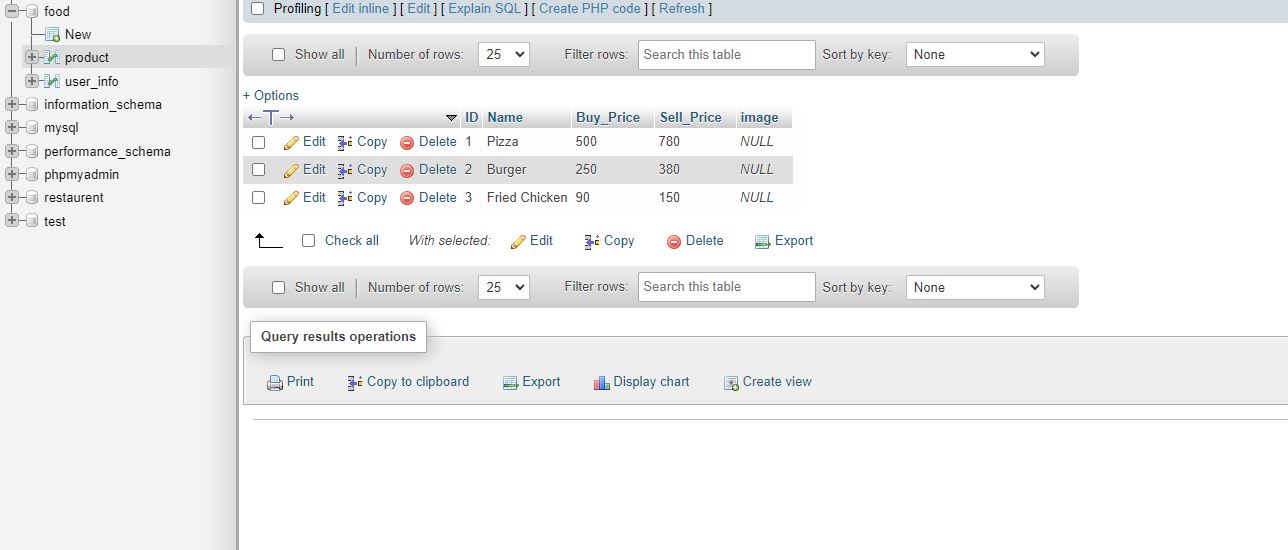 food
New
product
user_info
information_schema
mysql
performance_schema
phpmyadmin
restaurent
test
Profiling [ Edit inline ] [ Edit ] [ Explain SQL ] [ Create PHP code ] [ Refresh ]
Show all | Number of rows: 25 Filter rows: Search this table Sort by key: None
+ Options
←T→ ID Name Buy_Price Sell_Price image
Edit Copy Delete 1 Pizza 500 780 NULL
Edit Copy Delete 2 Burger 250 380 NULL
Edit Copy Delete 3 Fried Chicken 90 150 NULL
Check all With selected: Edit Copy Delete Export
Show all | Number of rows: 25 Filter rows: Search this table Sort by key: None
Query results operations
Print Copy to clipboard Export Display chart Create view